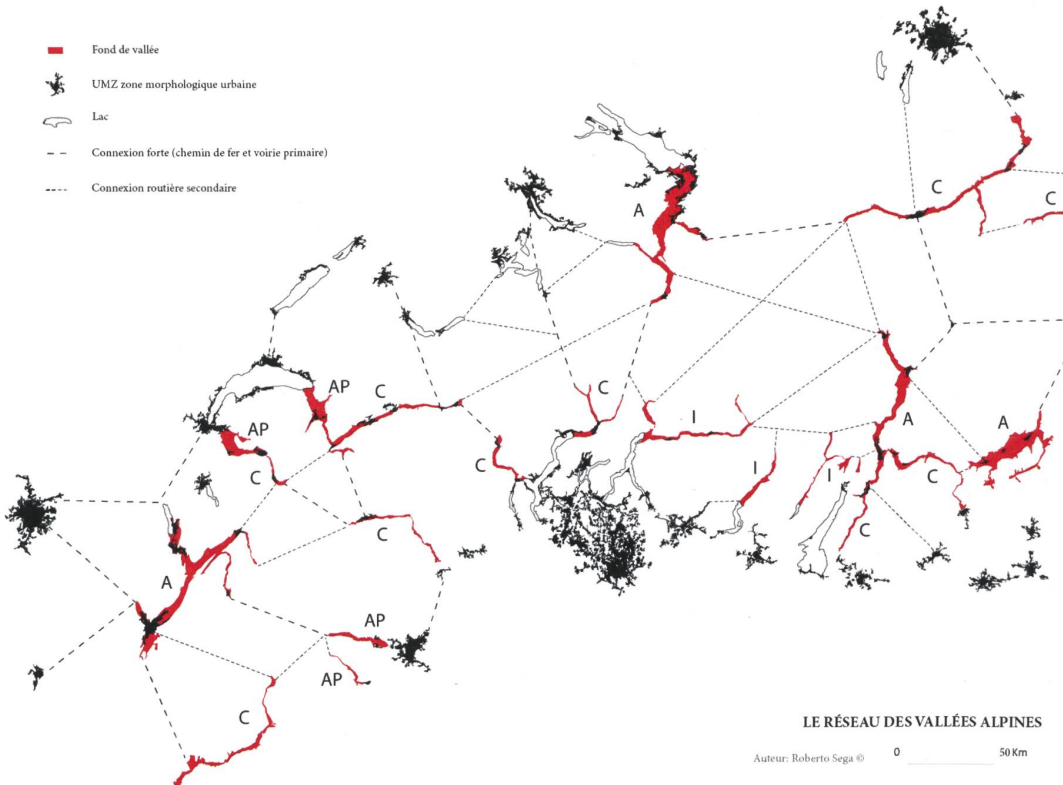 Fond de vallée
UMZ zone morphologique urbaine
Lac
Connexion forte (chemin de fer et voirie primaire)
Connexion routière secondaire
C
C
A
AP
C
C
AP
I
A
A
C
C
I
I
C
C
C
A
AP
AP
C
LE RÉSEAU DES VALLÉES ALPINES
Auteur: Roberto Sega ©
0
50 Km